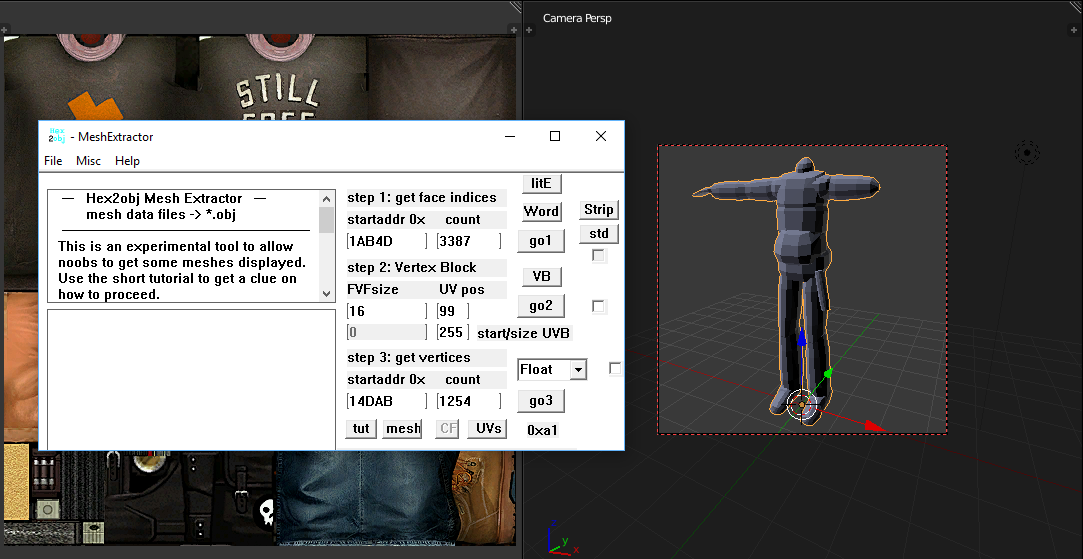 Camera Persp
STILL
FREE
Hex
2obj
- MeshExtractor
File Misc Help
— Hex2obj Mesh Extractor —
mesh data files -> *.obj
This is an experimental tool to allow
noobs to get some meshes displayed.
Use the short tutorial to get a clue on
how to proceed.
step 1: get face indices
startaddr 0x count
1AB4D 3387
litE
Word
go1
Strip
std
step 2: Vertex Block
FVFsize UV pos
16 99
0 255 start/size UVB
VB
go2
step 3: get vertices
startaddr 0x count
14DAB 1254
Float
go3
tut mesh CF UVs 0xa1
z
y
x